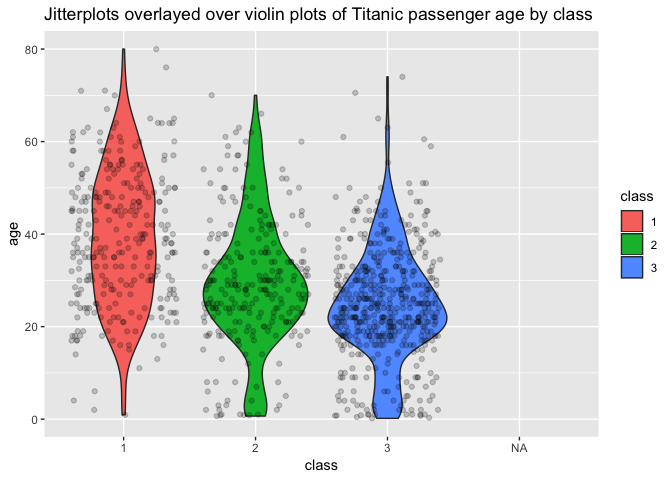 Jitterplots overlayed over violin plots of Titanic passenger age by class
80
60
40
20
0
age
1
2
3
NA
class
class
1
2
3